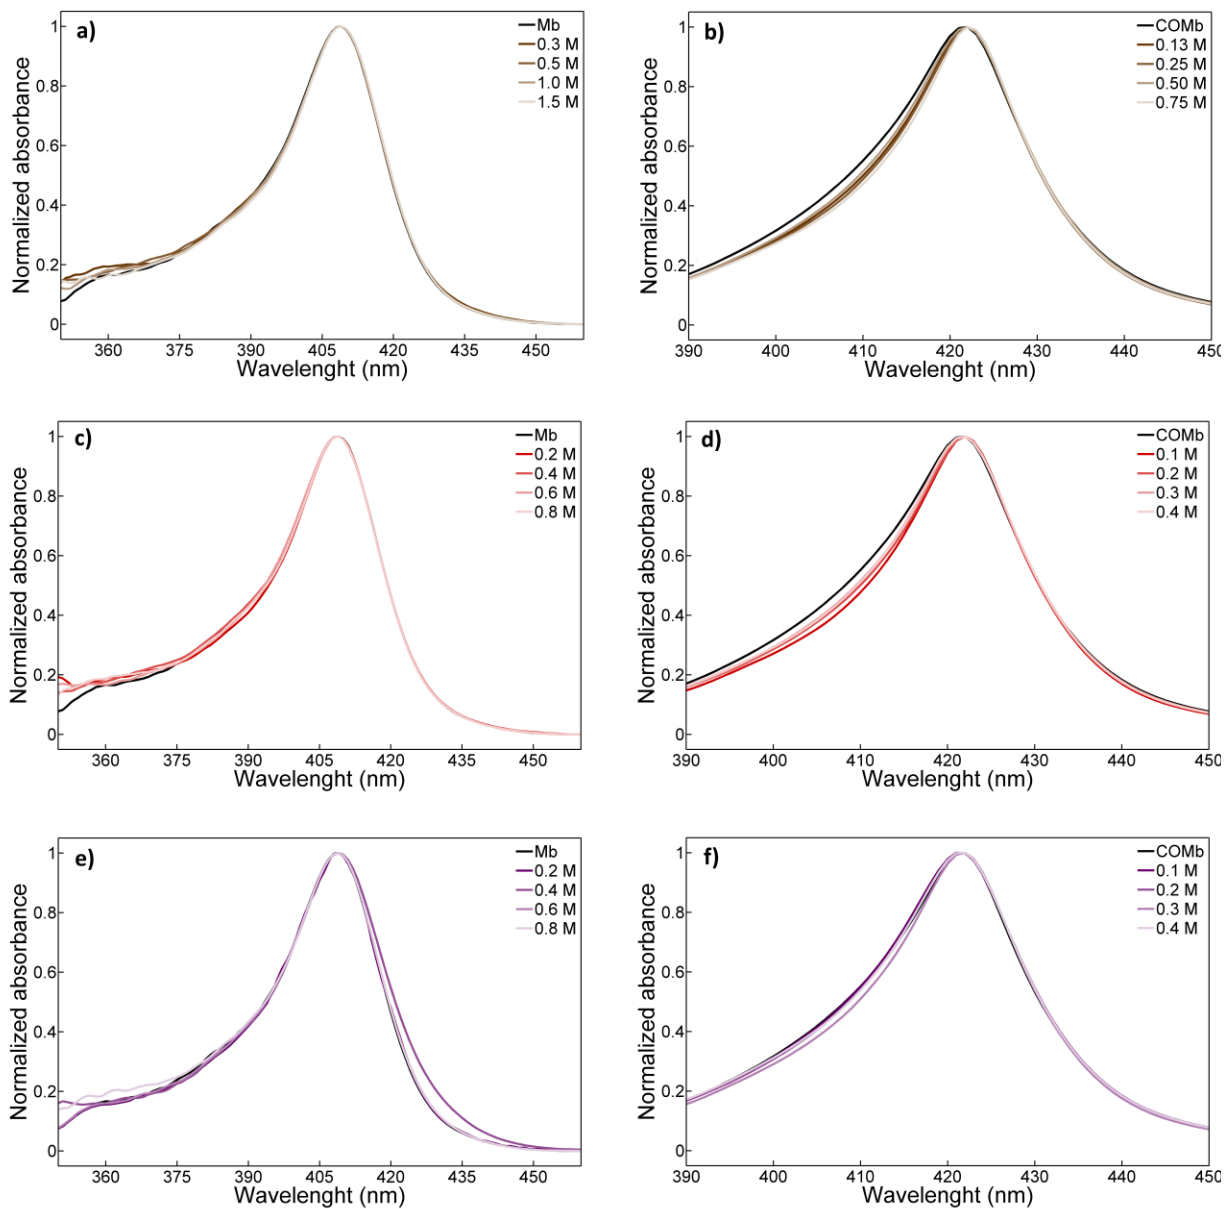 a)
Mb
0.3 M
0.5 M
1.0 M
1.5 M
Normalized absorbance
1
0.8
0.6
0.4
0.2
0
360 375 390 405 420 435 450
Wavelenght (nm)
b)
COMb
0.13 M
0.25 M
0.50 M
0.75 M
Normalized absorbance
1
0.8
0.6
0.4
0.2
0
390 400 410 420 430 440 450
Wavelenght (nm)
c)
Mb
0.2 M
0.4 M
0.6 M
0.8 M
Normalized absorbance
1
0.8
0.6
0.4
0.2
0
360 375 390 405 420 435 450
Wavelenght (nm)
d)
COMb
0.1 M
0.2 M
0.3 M
0.4 M
Normalized absorbance
1
0.8
0.6
0.4
0.2
0
390 400 410 420 430 440 450
Wavelenght (nm)
e)
Mb
0.2 M
0.4 M
0.6 M
0.8 M
Normalized absorbance
1
0.8
0.6
0.4
0.2
0
360 375 390 405 420 435 450
Wavelenght (nm)
f)
COMb
0.1 M
0.2 M
0.3 M
0.4 M
Normalized absorbance
1
0.8
0.6
0.4
0.2
0
390 400 410 420 430 440 450
Wavelenght (nm)